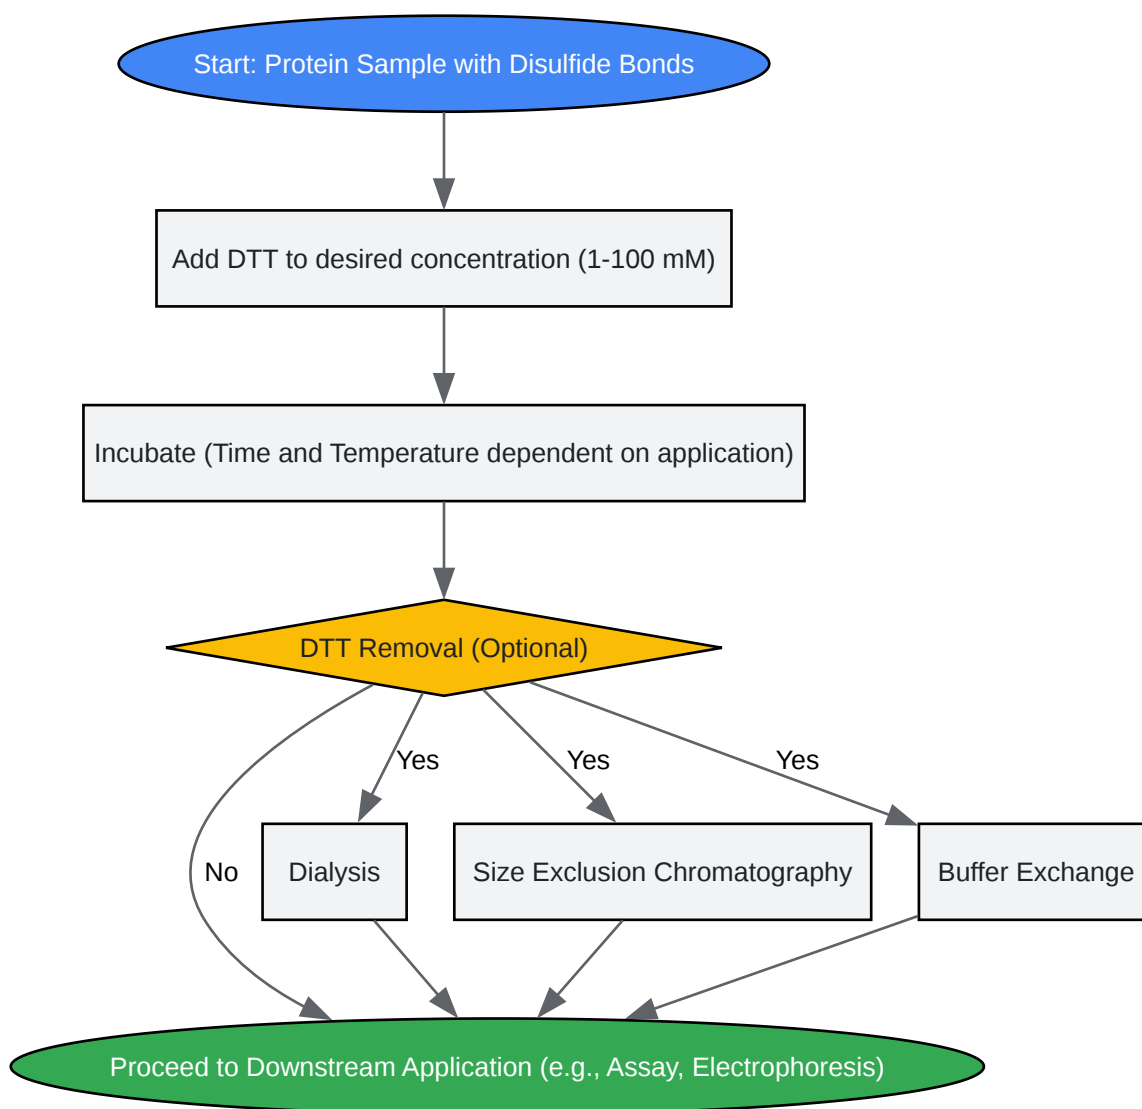 Start: Protein Sample with Disulfide Bonds
Add DTT to desired concentration (1-100 mM)
Incubate (Time and Temperature dependent on application)
DTT Removal (Optional)
Yes
Yes
Yes
No
Dialysis
Size Exclusion Chromatography
Buffer Exchange
Proceed to Downstream Application (e.g., Assay, Electrophoresis)